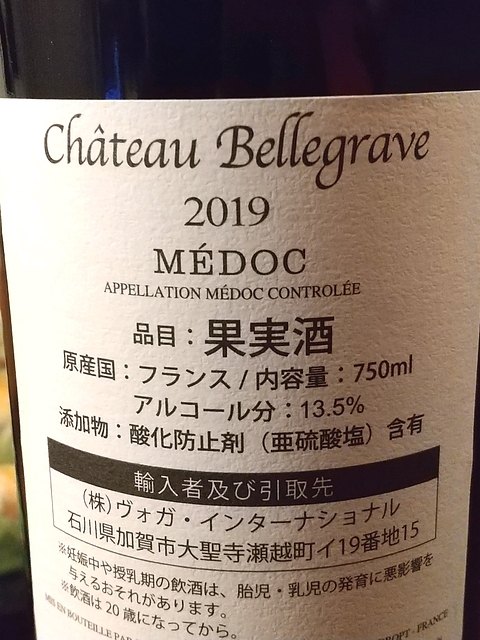 Château Bellegrave
2019
MÉDOC
APPELLATION MÉDOC CONTROLÉE
品目：果実酒
原産国：フランス / 内容量：750ml
アルコール分：13.5%
添加物：酸化防止剤（亜硫酸塩）含有
輸入者及び引取先
(株)ヴォガ・インターナショナル
石川県加賀市大聖寺瀬越町イ19番地15
※妊娠中や授乳期の飲酒は、胎児・乳児の発育に悪影響を
与えるおそれがあります。
※飲酒は20歳になってから。
MIS EN BOUTEILLE PAR
FRANCE